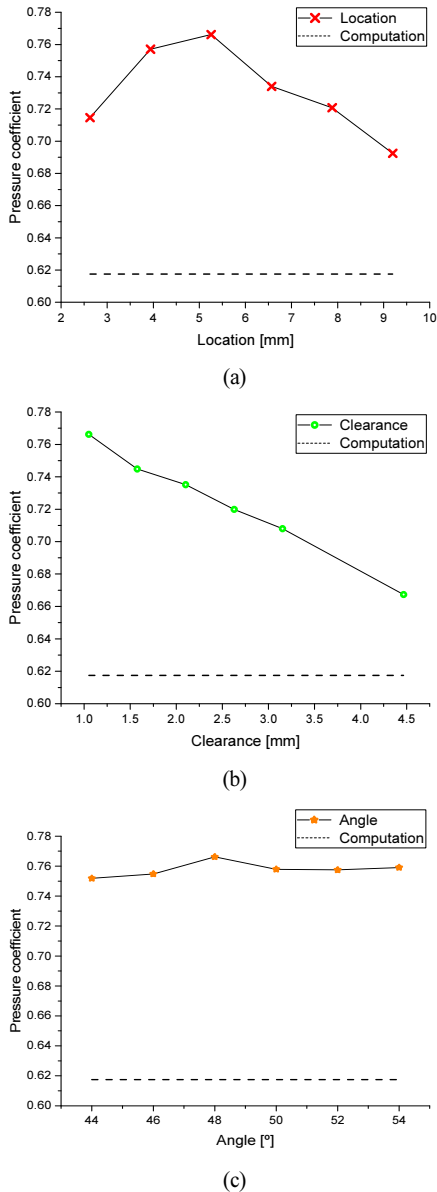 0.78
0.76
0.74
0.72
0.70
0.68
0.66
0.64
0.62
0.60
Pressure coefficient
Location
Computation
2 3 4 5 6 7 8 9 10
Location [mm]
(a)
0.78
0.76
0.74
0.72
0.70
0.68
0.66
0.64
0.62
0.60
Pressure coefficient
Clearance
Computation
1.0 1.5 2.0 2.5 3.0 3.5 4.0 4.5
Clearance [mm]
(b)
0.78
0.76
0.74
0.72
0.70
0.68
0.66
0.64
0.62
0.60
Pressure coefficient
Angle
Computation
44 46 48 50 52 54
Angle [º]
(c)